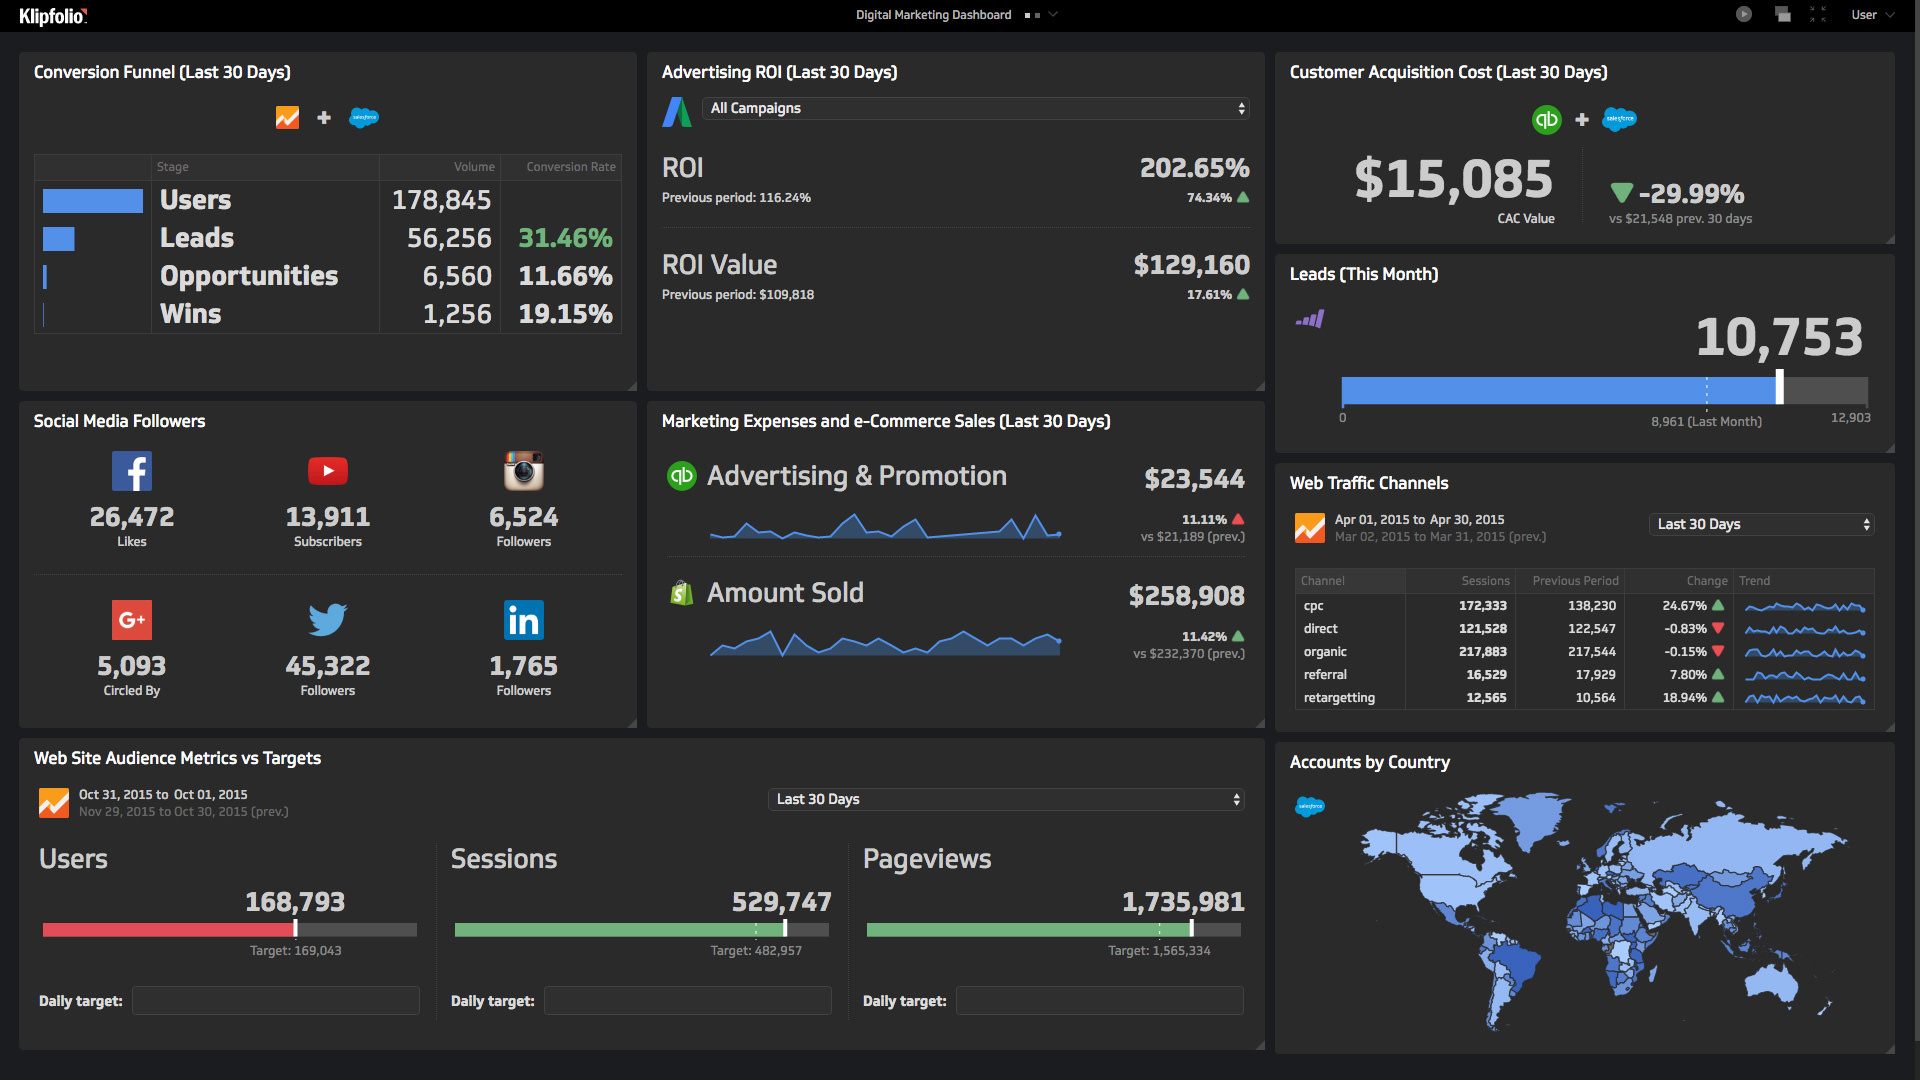 Klipfolio
Digital Marketing Dashboard
User
Conversion Funnel (Last 30 Days)
salesforce
Stage Volume Conversion Rate
Users 178,845
Leads 56,256 31.46%
Opportunities 6,560 11.66%
Wins 1,256 19.15%
Advertising ROI (Last 30 Days)
All Campaigns
ROI 202.65%
Previous period: 116.24% 74.34%
ROI Value $129,160
Previous period: $109,818 17.61%
Customer Acquisition Cost (Last 30 Days)
qb + salesforce
$15,085 -29.99%
CAC Value vs $21,548 prev. 30 days
Leads (This Month)
10,753
0 8,961 (Last Month) 12,903
Social Media Followers
26,472 13,911 6,524
Likes Subscribers Followers
G+ in
5,093 45,322 1,765
Circled By Followers Followers
Marketing Expenses and e-Commerce Sales (Last 30 Days)
qb Advertising & Promotion $23,544
11.11%
vs $21,189 (prev.)
Amount Sold $258,908
11.42%
vs $232,370 (prev.)
Web Traffic Channels
Apr 01, 2015 to Apr 30, 2015 Last 30 Days
Mar 02, 2015 to Mar 31, 2015 (prev.)
Channel Sessions Previous Period Change Trend
cpc 172,333 138,230 24.67%
direct 121,528 122,547 -0.83%
organic 217,883 217,544 -0.15%
referral 16,529 17,929 7.80%
retargetting 12,565 10,564 18.94%
Web Site Audience Metrics vs Targets
Oct 31, 2015 to Oct 01, 2015 Last 30 Days
Nov 29, 2015 to Oct 30, 2015 (prev.)
Users Sessions Pageviews
168,793 529,747 1,735,981
Target: 169,043 Target: 482,957 Target: 1,565,334
Daily target: Daily target: Daily target:
Accounts by Country
salesforce